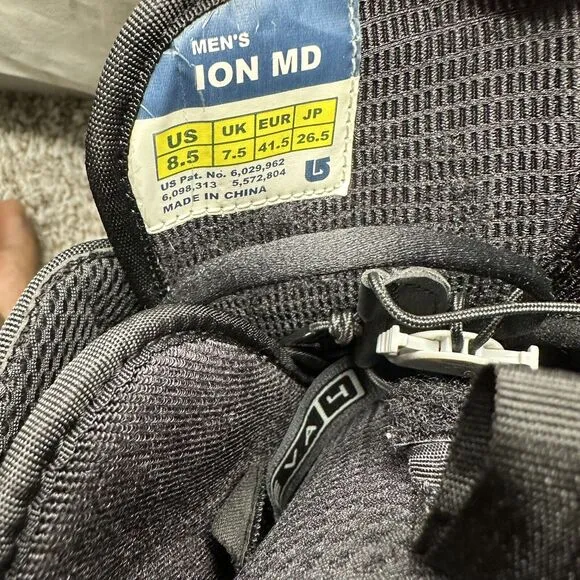 MEN'S
ION MD
US UK EUR JP
8.5 7.5 41.5 26.5
US Pat. No. 6,029,962
6,098,313 5,572,804
MADE IN CHINA